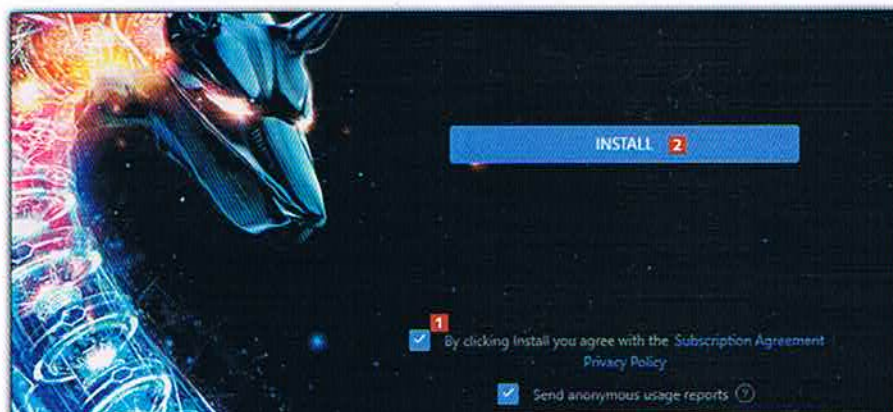 INSTALL 2
1
By clicking Install you agree with the Subscription Agreement
Privacy Policy
Send anonymous usage reports ?